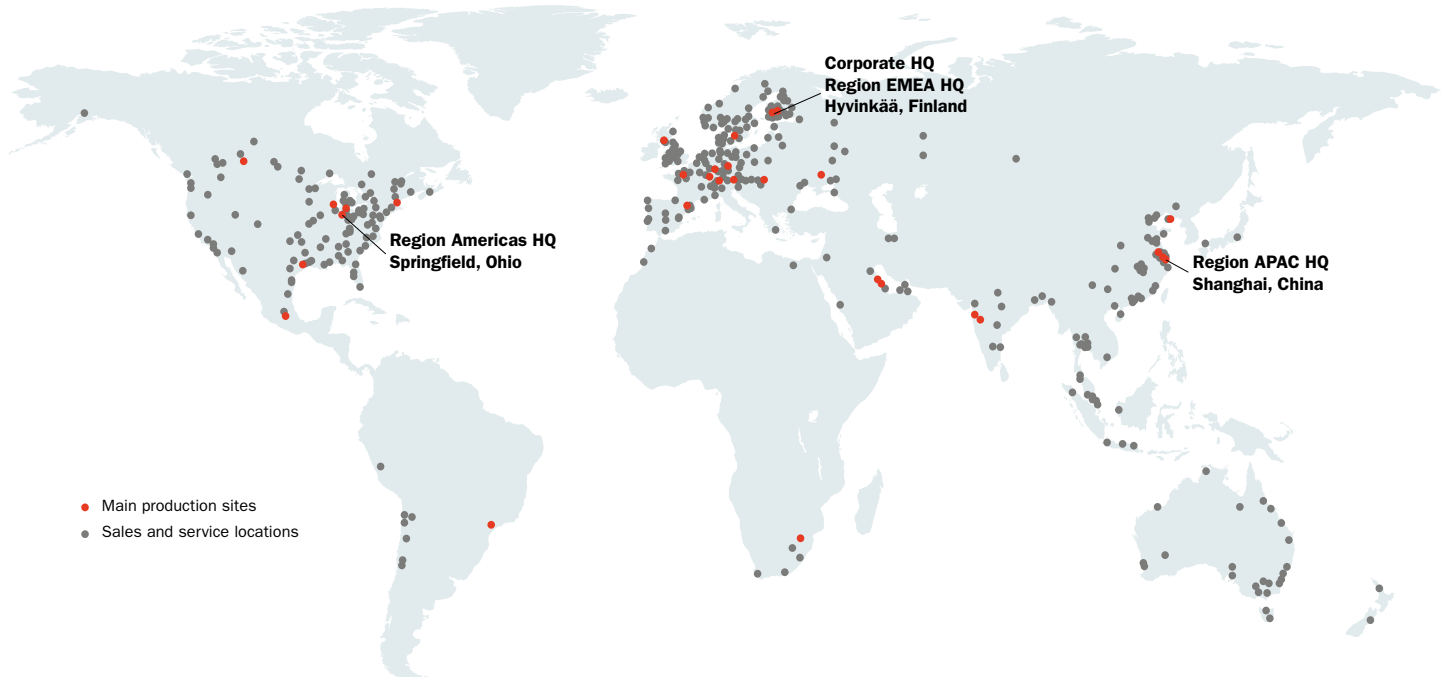 Corporate HQ
Region EMEA HQ
Hyvinkää, Finland
Region Americas HQ
Springfield, Ohio
Region APAC HQ
Shanghai, China
Main production sites
Sales and service locations